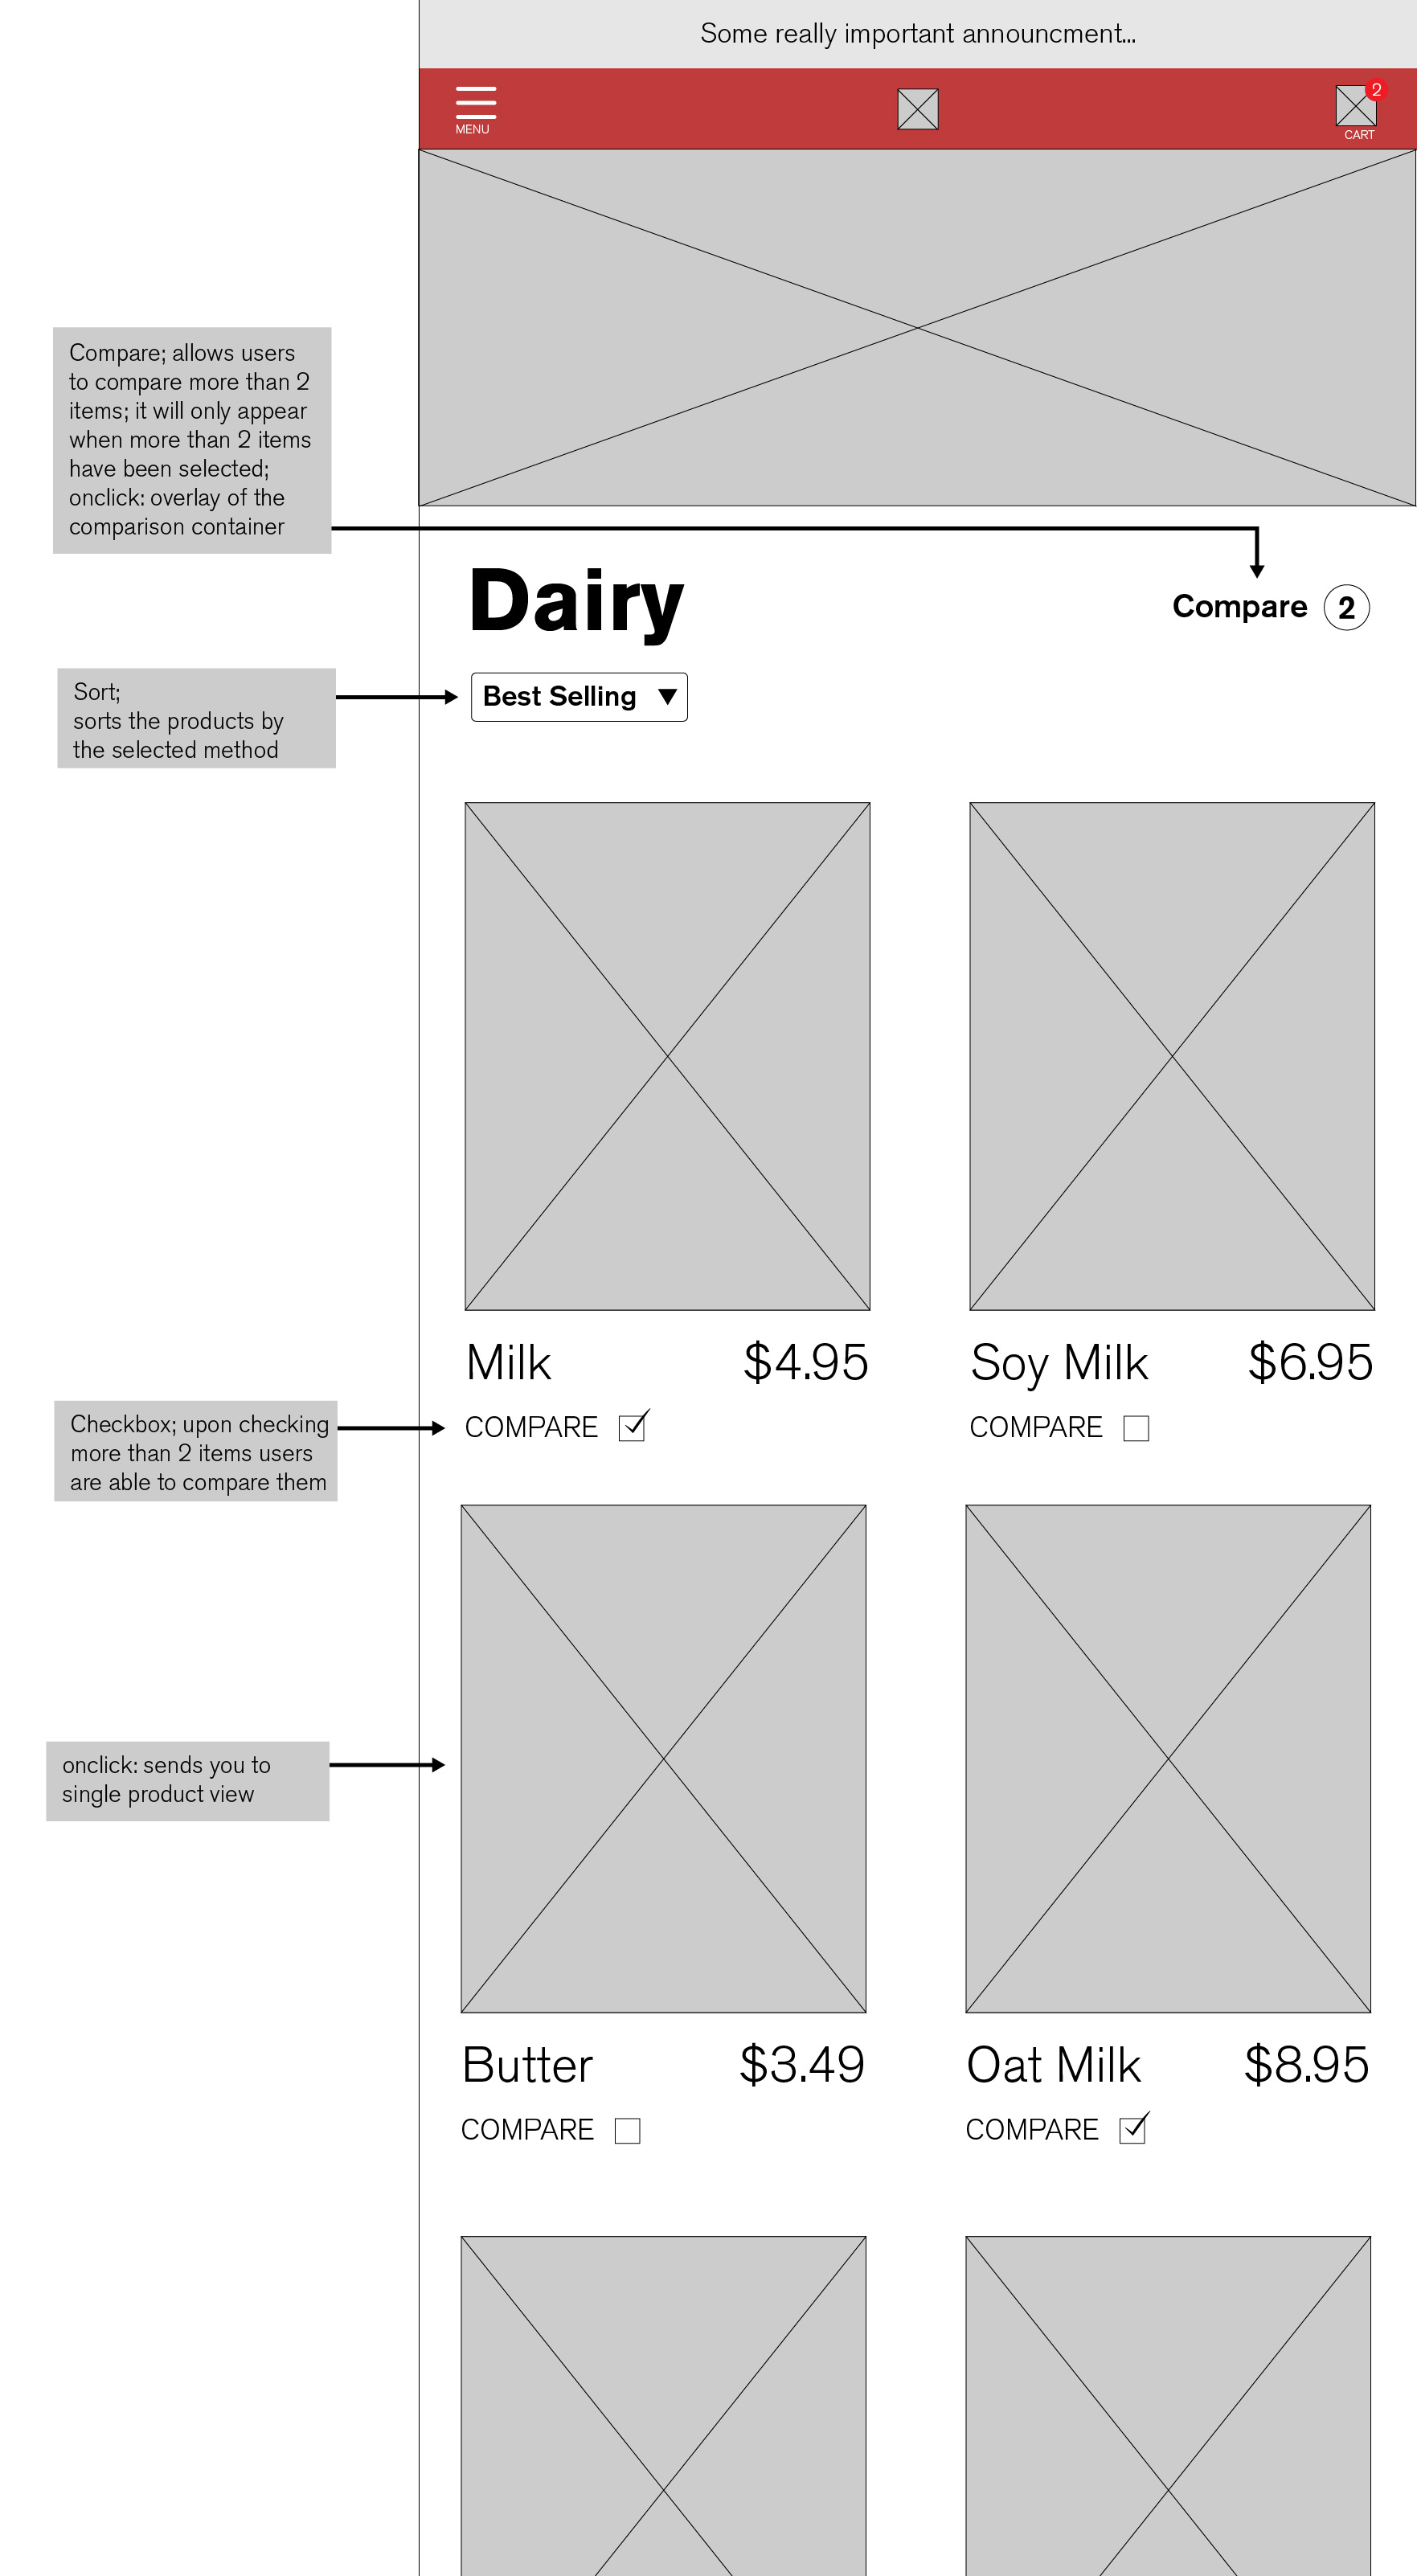 Some really important announcment...
MENU
2
CART
Compare; allows users
to compare more than 2
items; it will only appear
when more than 2 items
have been selected;
onclick: overlay of the
comparison container
Dairy
Compare 2
Sort;
sorts the products by
the selected method
Best Selling
Milk $4.95
Soy Milk $6.95
Checkbox; upon checking
more than 2 items users
are able to compare them
COMPARE
COMPARE
onclick: sends you to
single product view
Butter $3.49
Oat Milk $8.95
COMPARE
COMPARE